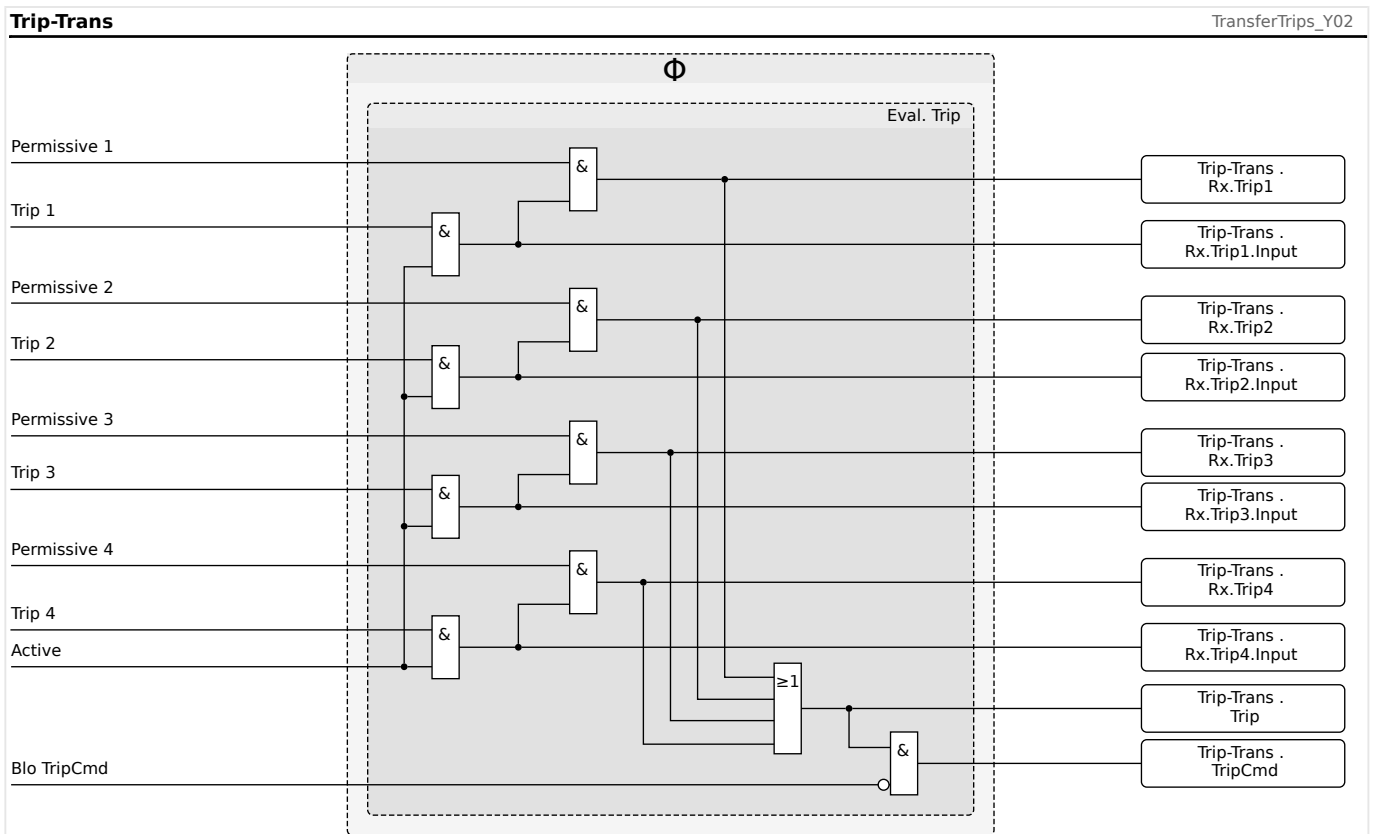 Trip-Trans
TransferTrips_Y02
Φ
Eval. Trip
Permissive 1
&
Trip-Trans .
Rx.Trip1
Trip 1
&
Trip-Trans .
Rx.Trip1.Input
Permissive 2
&
Trip-Trans .
Rx.Trip2
Trip 2
&
Trip-Trans .
Rx.Trip2.Input
Permissive 3
&
Trip-Trans .
Rx.Trip3
Trip 3
&
Trip-Trans .
Rx.Trip3.Input
Permissive 4
&
Trip-Trans .
Rx.Trip4
Trip 4
&
Trip-Trans .
Rx.Trip4.Input
Active
≥1
Trip-Trans .
Trip
&
Trip-Trans .
TripCmd
Blo TripCmd